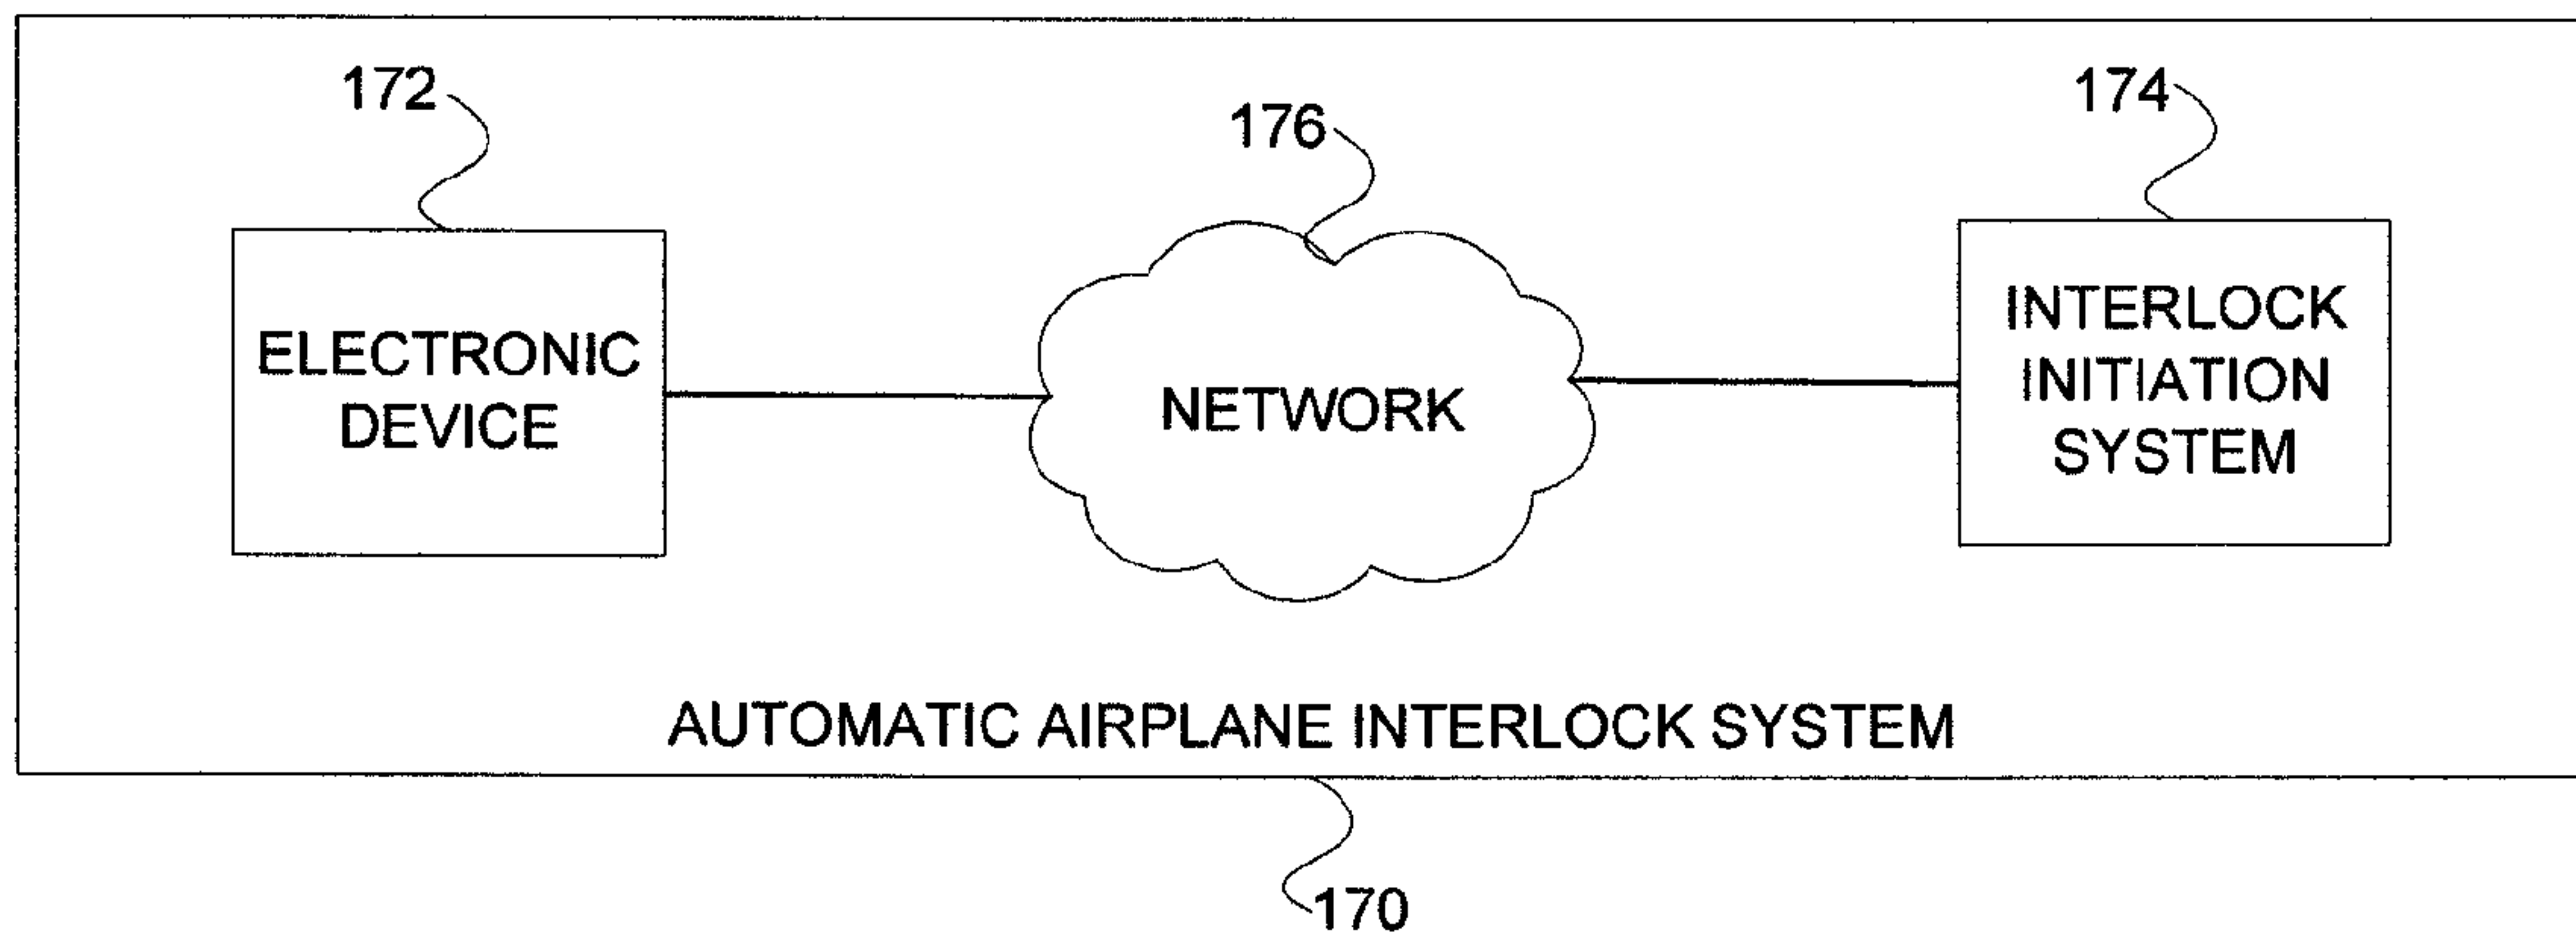 172
176
174
ELECTRONIC
DEVICE
NETWORK
INTERLOCK
INITIATION
SYSTEM
AUTOMATIC AIRPLANE INTERLOCK SYSTEM
170